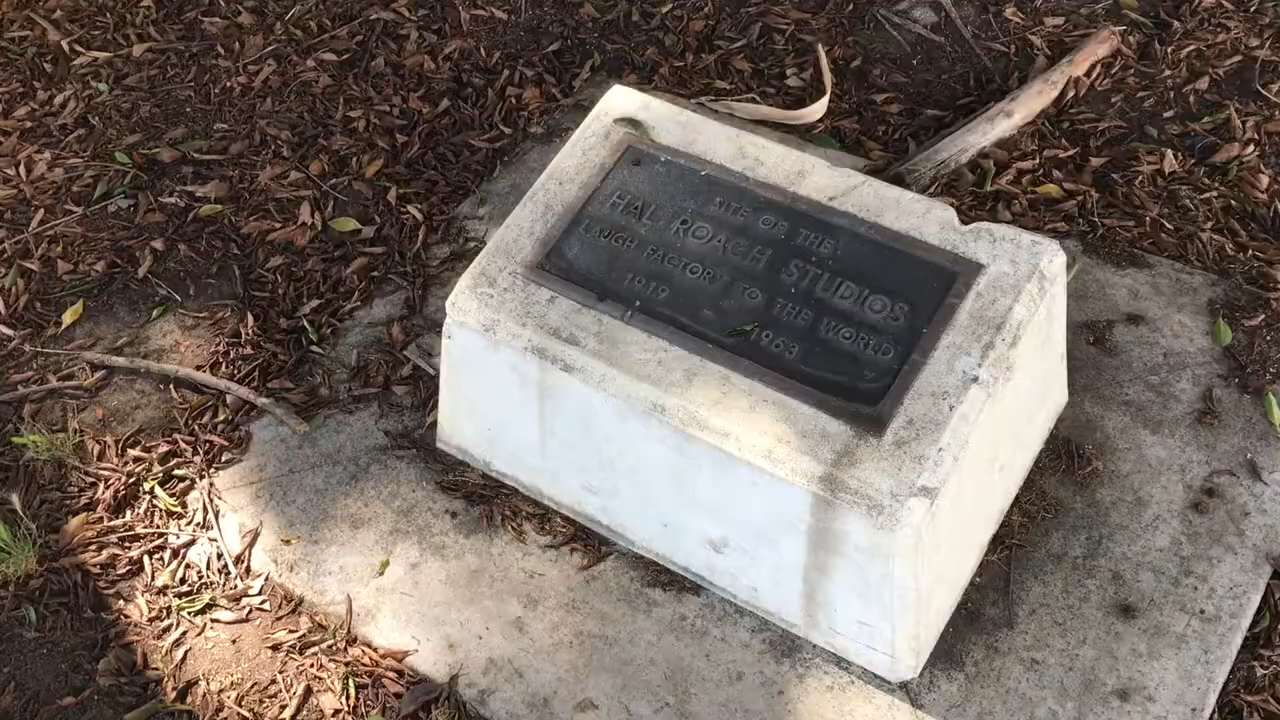 SITE OF THE
HAL ROACH STUDIOS
LAUGH FACTORY TO THE WORLD
1919 1963